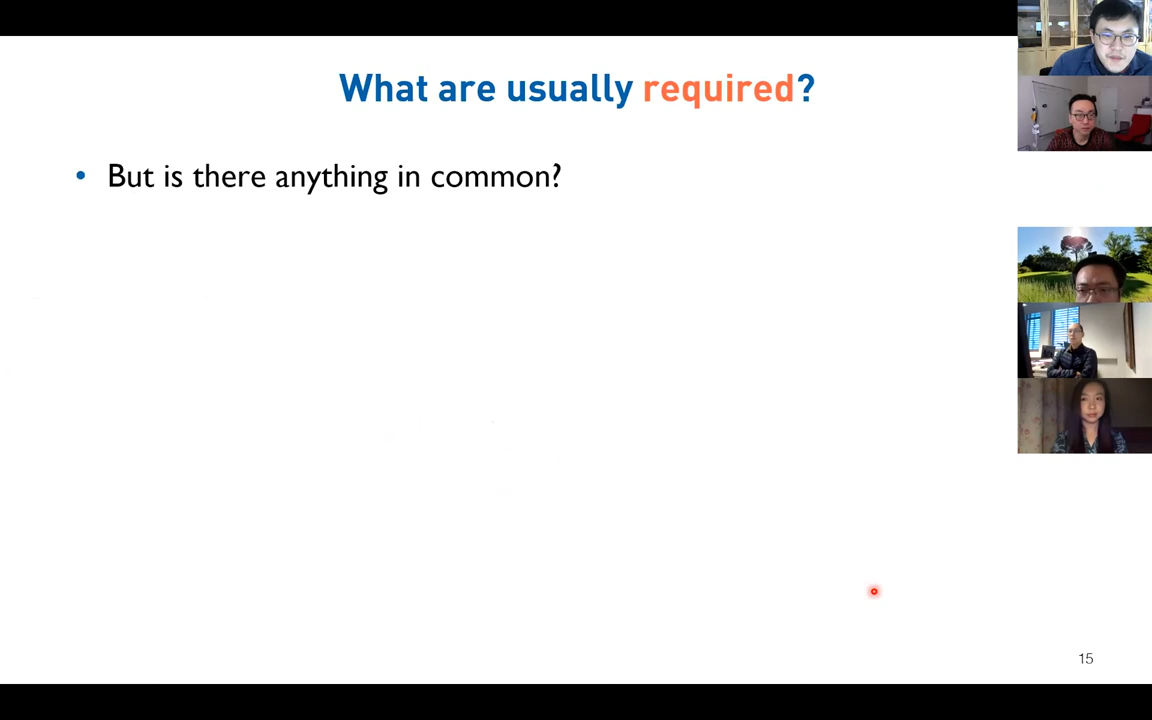 What are usually required?
• But is there anything in common?
15